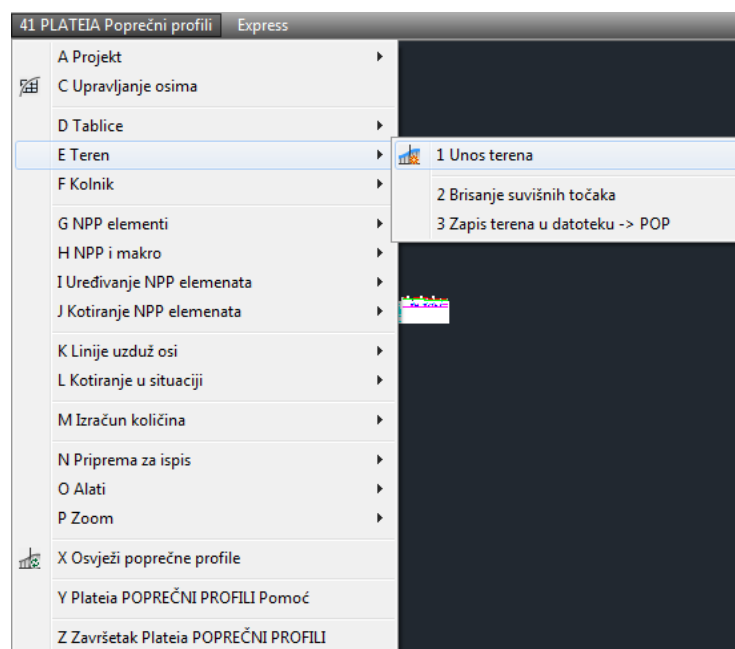 41 PLATEIA Poprečni profili Express
A Projekt
C Upravljanje osima
D Tablice
E Teren
1 Unos terena
F Kolnik
2 Brisanje suvišnih točaka
3 Zapis terena u datoteku -> POP
G NPP elementi
H NPP i makro
I Uređivanje NPP elemenata
J Kotiranje NPP elemenata
K Linije uzduž osi
L Kotiranje u situaciji
M Izračun količina
N Priprema za ispis
O Alati
P Zoom
X Osvježi poprečne profile
Y Plateia POPREČNI PROFILI Pomoć
Z Završetak Plateia POPREČNI PROFILI